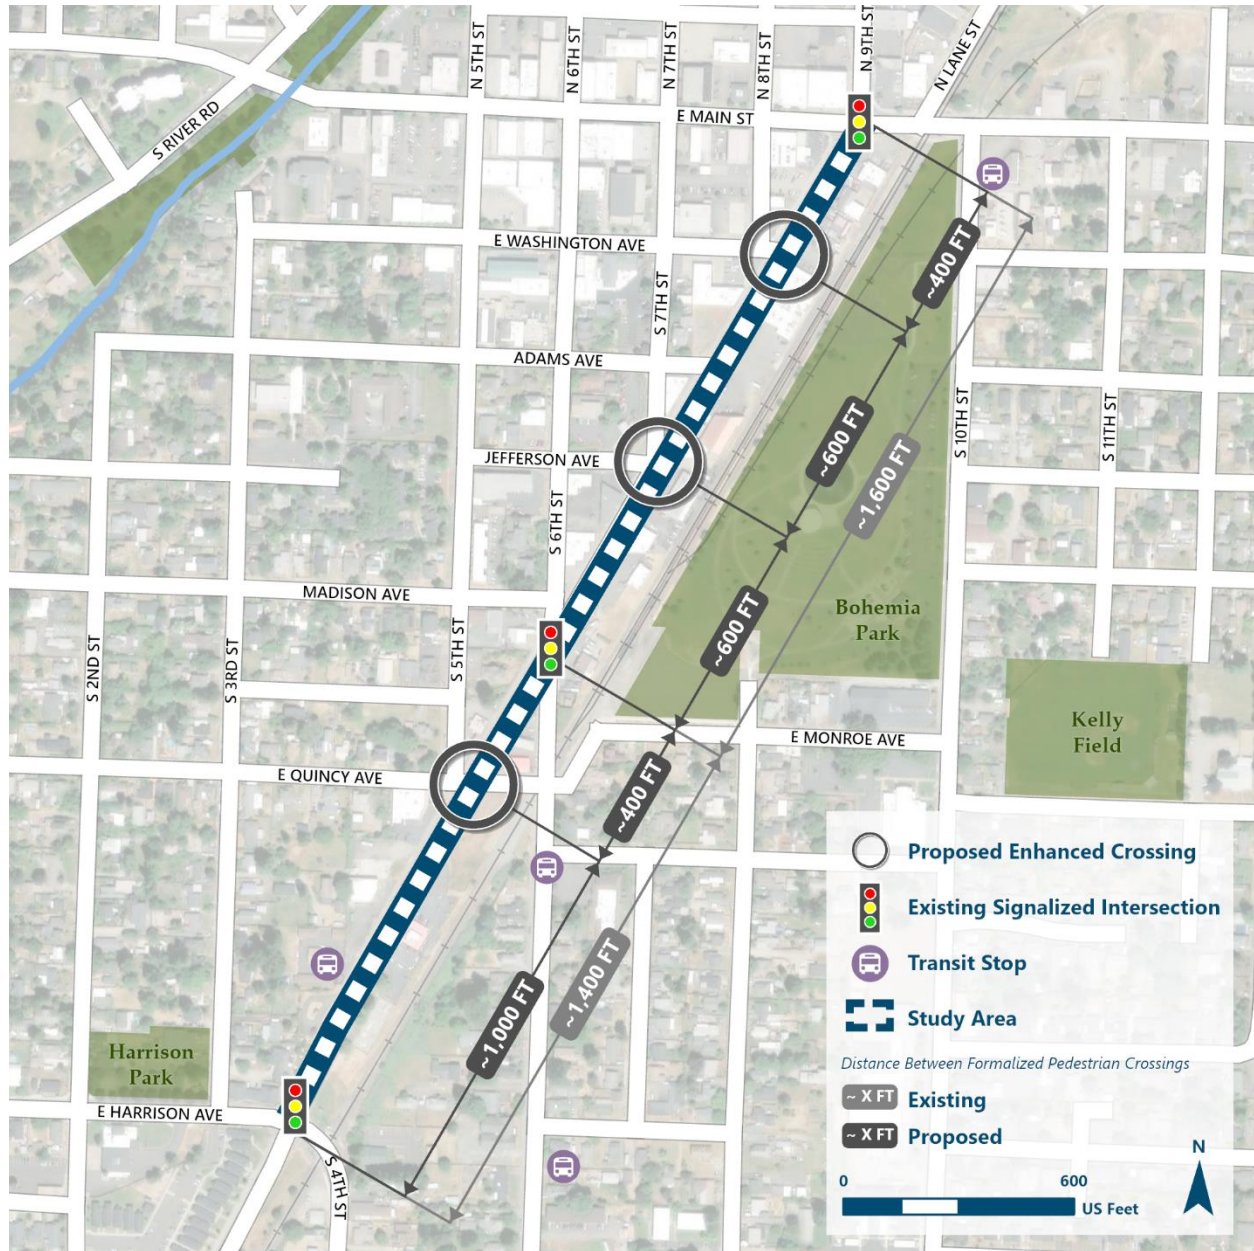 N 5TH ST
N 6TH ST
N 7TH ST
N 8TH ST
N 9TH ST
N LANE ST
S RIVER RD
E MAIN ST
E WASHINGTON AVE
S 7TH ST
ADAMS AVE
JEFFERSON AVE
S 6TH ST
MADISON AVE
S 5TH ST
S 2ND ST
S 3RD ST
E QUINCY AVE
E MONROE AVE
S 10TH ST
S 11TH ST
~400 FT
~600 FT
~1,600 FT
~600 FT
~400 FT
~1,000 FT
~1,400 FT
Bohemia
Park
Kelly
Field
Harrison
Park
E HARRISON AVE
S 4TH ST
Proposed Enhanced Crossing
Existing Signalized Intersection
Transit Stop
Study Area
Distance Between Formalized Pedestrian Crossings
~ X FT Existing
~ X FT Proposed
N
0 600
US Feet